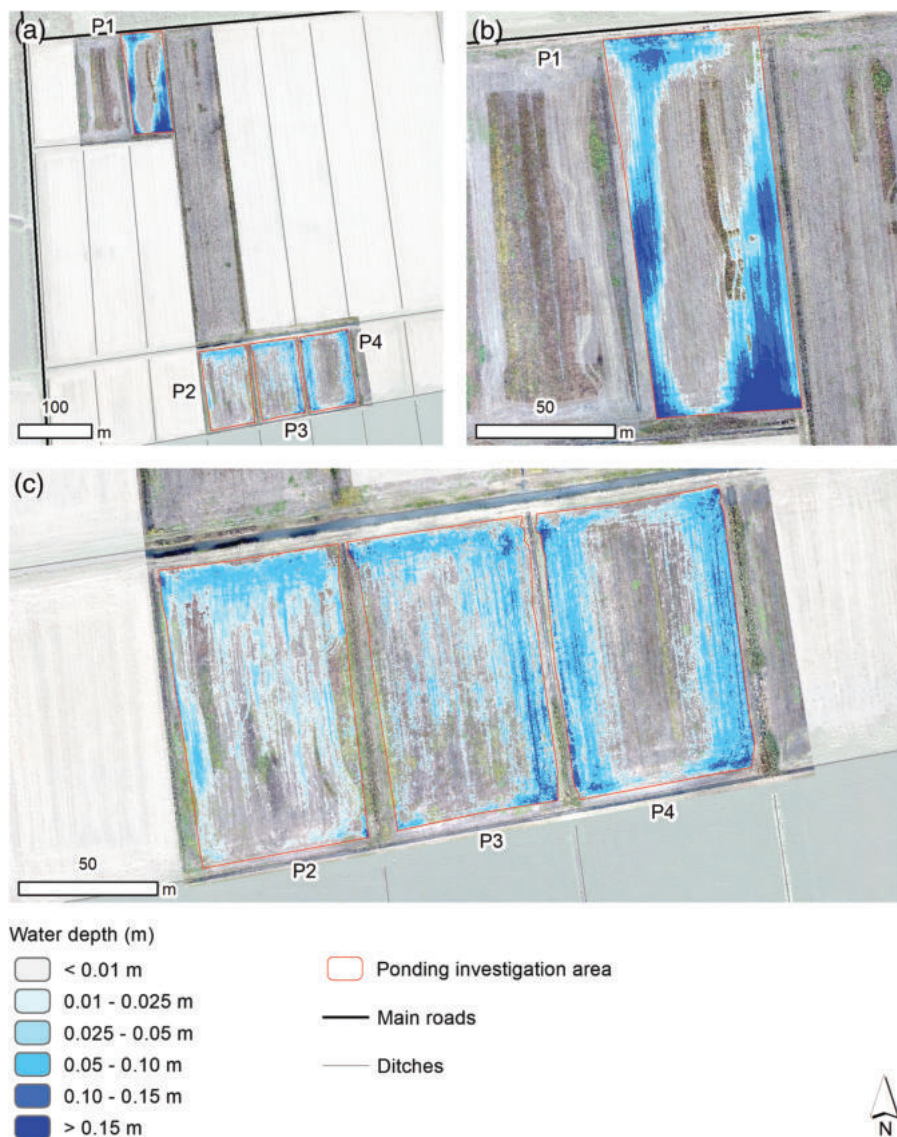 (a)
P1
P2
P4
100
m
P3
(b)
P1
50
m
(c)
50
m
P2
P3
P4
Water depth (m)
< 0.01 m
0.01 - 0.025 m
0.025 - 0.05 m
0.05 - 0.10 m
0.10 - 0.15 m
> 0.15 m
Ponding investigation area
Main roads
Ditches
N